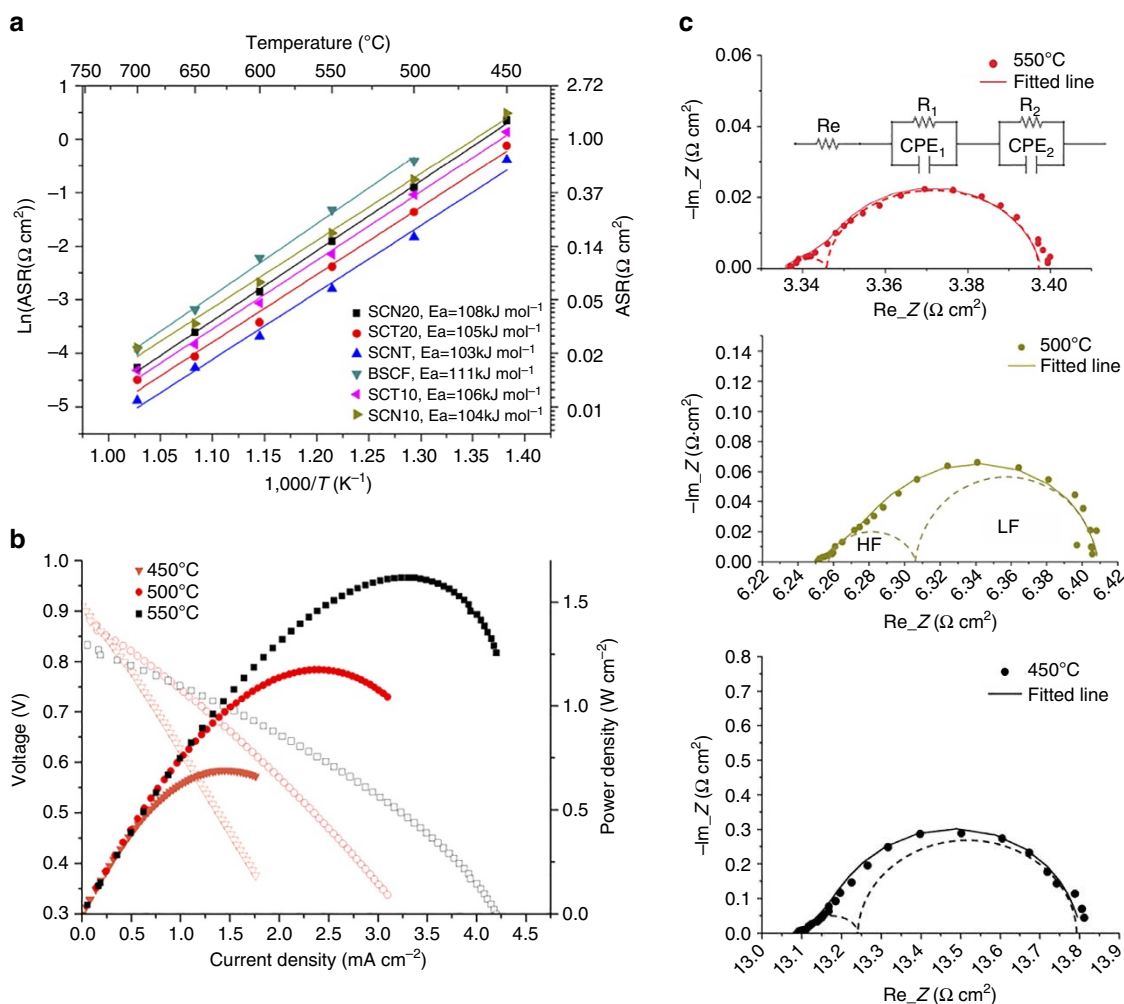 a
Temperature (°C)
750 700 650 600 550 500 450
Ln(ASR(Ω cm²))
1
0
−1
−2
−3
−4
−5
2.72
1.00
0.37
0.14
0.05
0.02
0.01
ASR(Ω cm²)
SCN20, Ea=108kJ mol⁻¹
SCT20, Ea=105kJ mol⁻¹
SCNT, Ea=103kJ mol⁻¹
BSCF, Ea=111kJ mol⁻¹
SCT10, Ea=106kJ mol⁻¹
SCN10, Ea=104kJ mol⁻¹
1.00 1.05 1.10 1.15 1.20 1.25 1.30 1.35 1.40
1,000/T (K⁻¹)
b
Voltage (V)
1.0
0.9
0.8
0.7
0.6
0.5
0.4
0.3
450°C
500°C
550°C
1.5
1.0
0.5
0.0
Power density (W cm⁻²)
0.0 0.5 1.0 1.5 2.0 2.5 3.0 3.5 4.0 4.5
Current density (mA cm⁻²)
c
−Im_Z (Ω cm²)
0.06
0.04
0.02
0.00
550°C
Fitted line
Re
R₁
CPE₁
R₂
CPE₂
3.34 3.36 3.38 3.40
Re_Z (Ω cm²)
−Im_Z (Ω·cm²)
0.14
0.12
0.10
0.08
0.06
0.04
0.02
0.00
500°C
Fitted line
HF
LF
6.22 6.24 6.26 6.28 6.30 6.32 6.34 6.36 6.38 6.40 6.42
Re_Z (Ω cm²)
−Im_Z (Ω cm²)
0.8
0.7
0.6
0.5
0.4
0.3
0.2
0.1
0.0
450°C
Fitted line
13.0 13.1 13.2 13.3 13.4 13.5 13.6 13.7 13.8 13.9
Re_Z (Ω cm²)